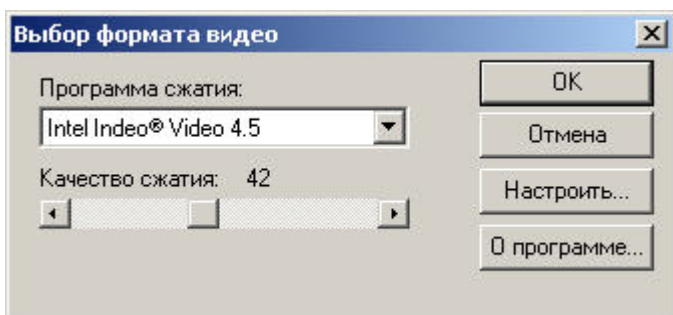 Выбор формата видео
Программа сжатия:
Intel Indeo® Video 4.5
Качество сжатия: 42
OK
Отмена
Настроить...
О программе...